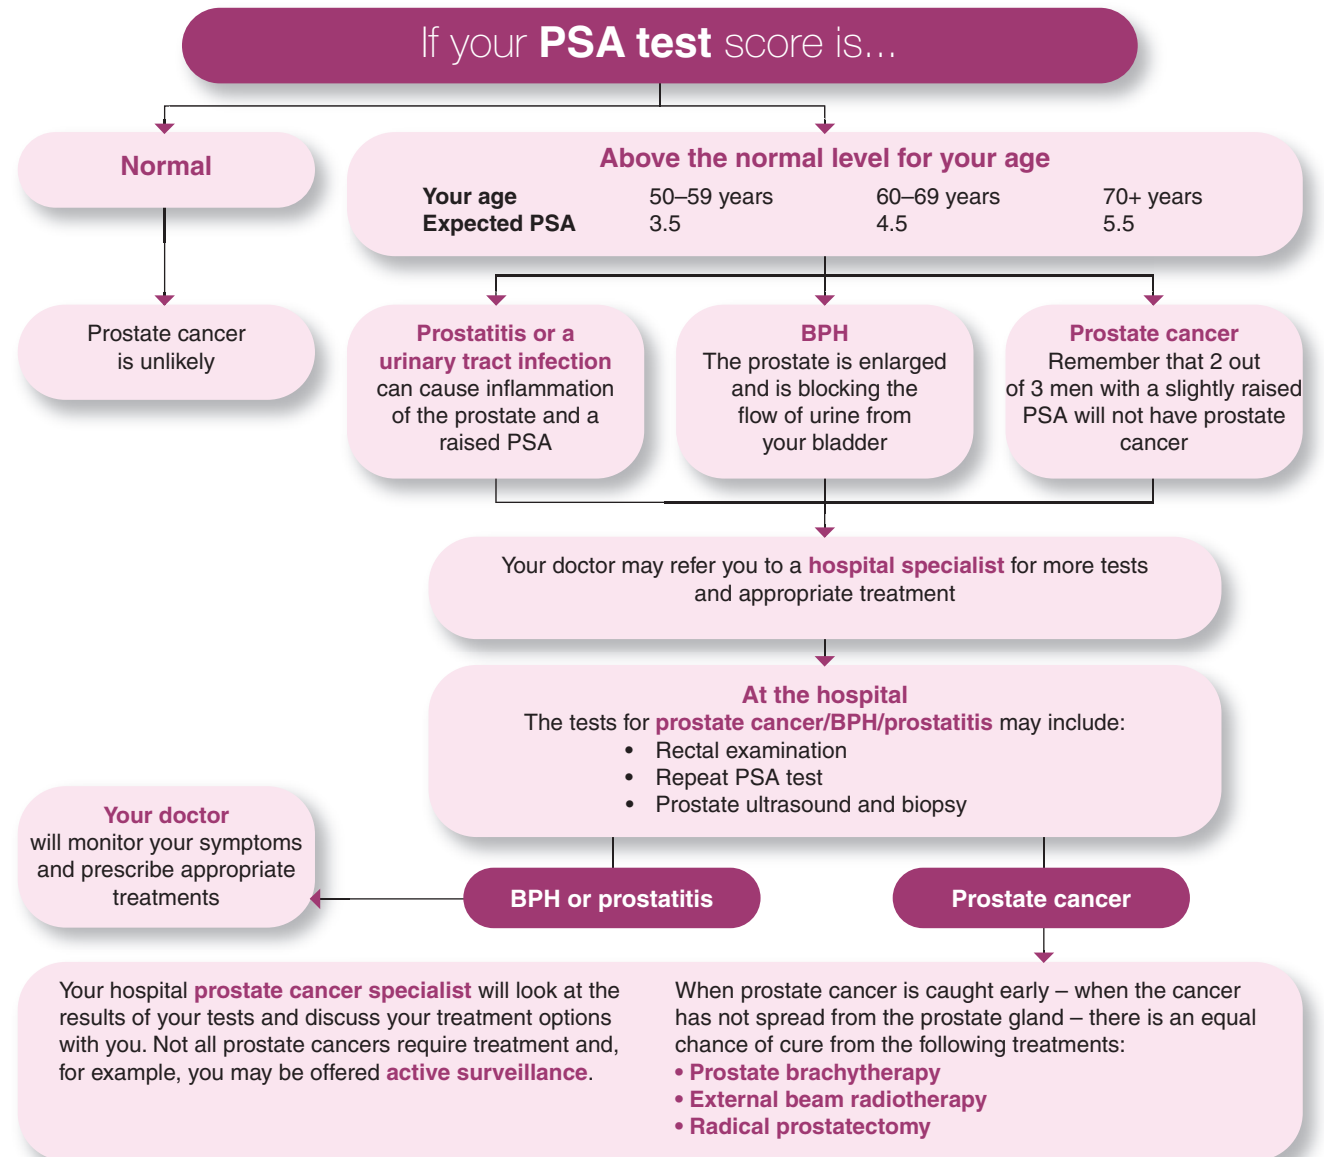 If your PSA test score is...
Normal
Prostate cancer
is unlikely
Above the normal level for your age
Your age 50–59 years 60–69 years 70+ years
Expected PSA 3.5 4.5 5.5
Prostatitis or a
urinary tract infection
can cause inflammation
of the prostate and a
raised PSA
BPH
The prostate is enlarged
and is blocking the
flow of urine from
your bladder
Prostate cancer
Remember that 2 out
of 3 men with a slightly raised
PSA will not have prostate
cancer
Your doctor may refer you to a hospital specialist for more tests
and appropriate treatment
At the hospital
The tests for prostate cancer/BPH/prostatitis may include:
• Rectal examination
• Repeat PSA test
• Prostate ultrasound and biopsy
BPH or prostatitis
Your doctor
will monitor your symptoms
and prescribe appropriate
treatments
Prostate cancer
Your hospital prostate cancer specialist will look at the
results of your tests and discuss your treatment options
with you. Not all prostate cancers require treatment and,
for example, you may be offered active surveillance.
When prostate cancer is caught early – when the cancer
has not spread from the prostate gland – there is an equal
chance of cure from the following treatments:
• Prostate brachytherapy
• External beam radiotherapy
• Radical prostatectomy